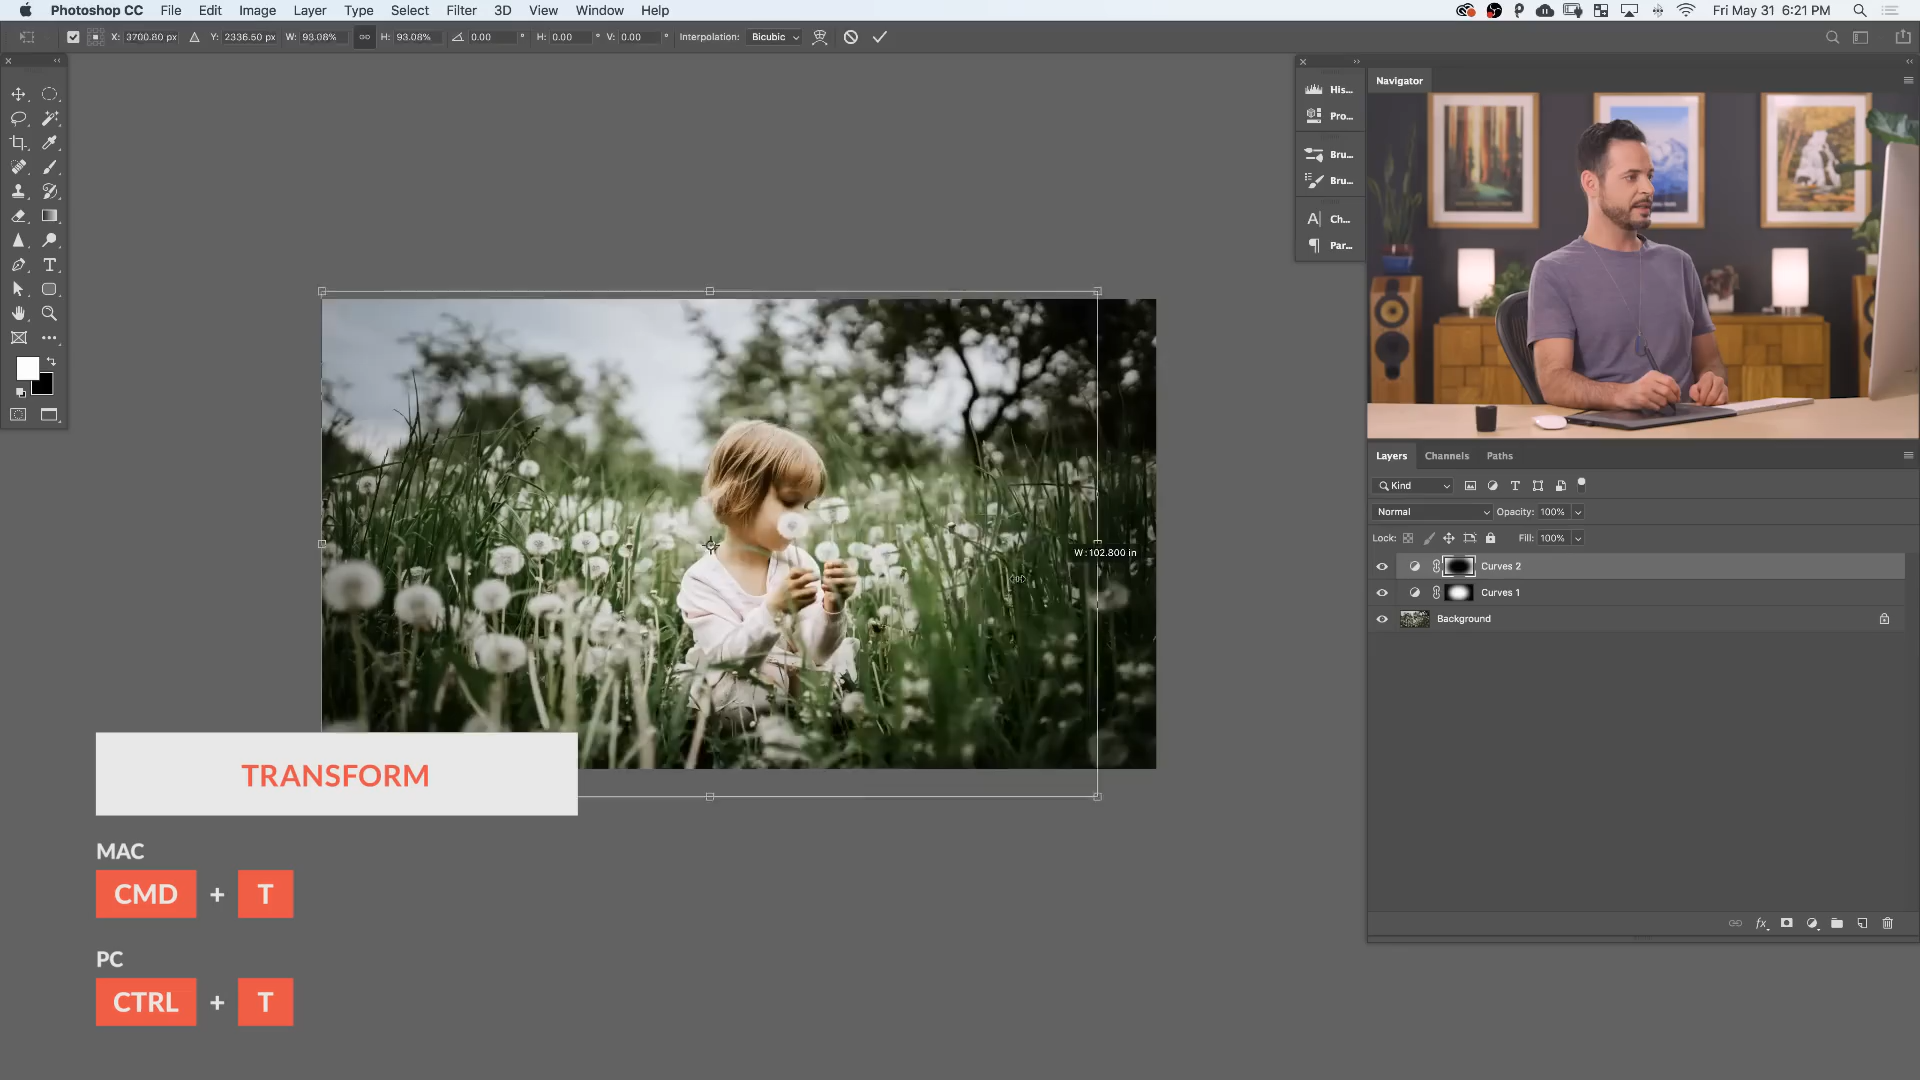 Photoshop CC File Edit Image Layer Type Select Filter 3D View Window Help Fri May 31 6:21 PM
X: 3700.80 px Y: 2336.50 px W: 93.08% H: 93.08% 0.00 ° H: 0.00 ° V: 0.00 ° Interpolation: Bicubic
Navigator
His...
Pro...
Bru...
Bru...
Ch...
Par...
Layers Channels Paths
Kind
Normal Opacity: 100%
Lock: Fill: 100%
Curves 2
Curves 1
Background
W: 102.800 in
TRANSFORM
MAC
CMD + T
PC
CTRL + T